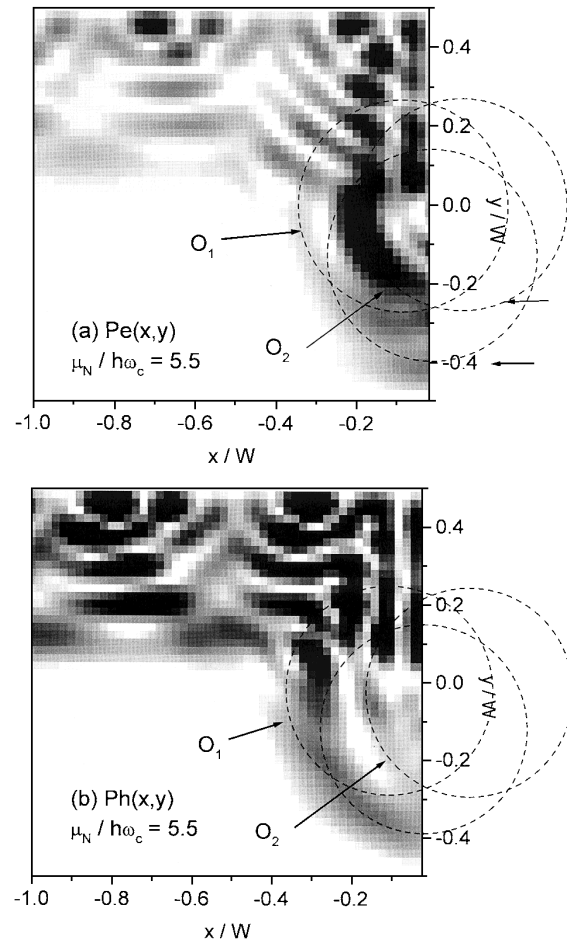 0.4
0.2
0.0
y / W
-0.2
-0.4
O1
O2
(a) Pe(x,y)
μN / hωc = 5.5
-1.0 -0.8 -0.6 -0.4 -0.2
x / W
0.4
0.2
0.0
y / W
-0.2
-0.4
O1
O2
(b) Ph(x,y)
μN / hωc = 5.5
-1.0 -0.8 -0.6 -0.4 -0.2
x / W